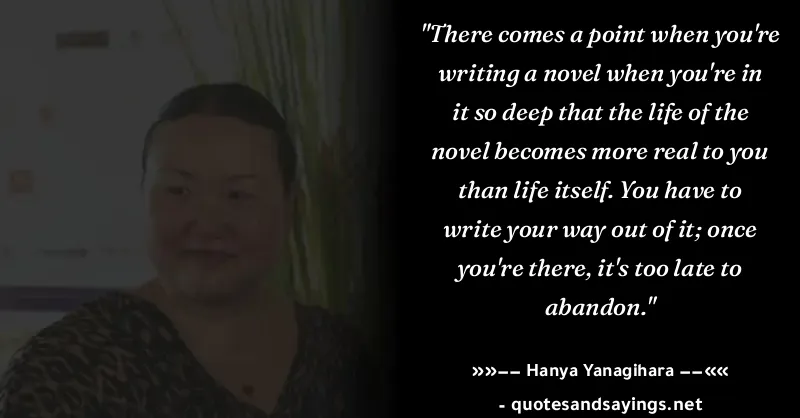 "There comes a point when you're
writing a novel when you're in
it so deep that the life of the
novel becomes more real to you
than life itself. You have to
write your way out of it; once
you're there, it's too late to
abandon."
»»−− Hanya Yanagihara −−««
- quotesandsayings.net